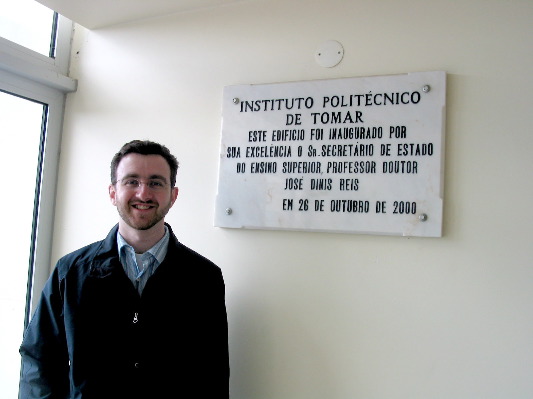 INSTITUTO POLITÉCNICO
DE TOMAR
ESTE EDIFICIO FOI INAUGURADO POR
SUA EXCELÊNCIA O SR. SECRETÁRIO DE ESTADO
DO ENSINO SUPERIOR, PROFESSOR DOUTOR
JOSÉ DINIS REIS
EM 26 DE OUTUBRO DE 2000